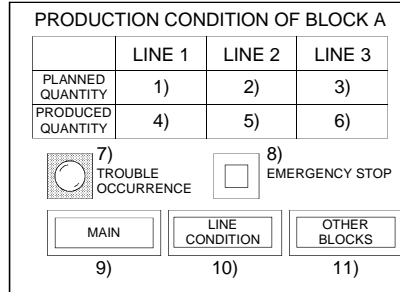 PRODUCTION CONDITION OF BLOCK A
LINE 1 LINE 2 LINE 3
PLANNED
QUANTITY 1) 2) 3)
PRODUCED
QUANTITY 4) 5) 6)
7) 8)
TROUBLE
OCCURRENCE
EMERGENCY STOP
MAIN
LINE
CONDITION
OTHER
BLOCKS
9) 10) 11)